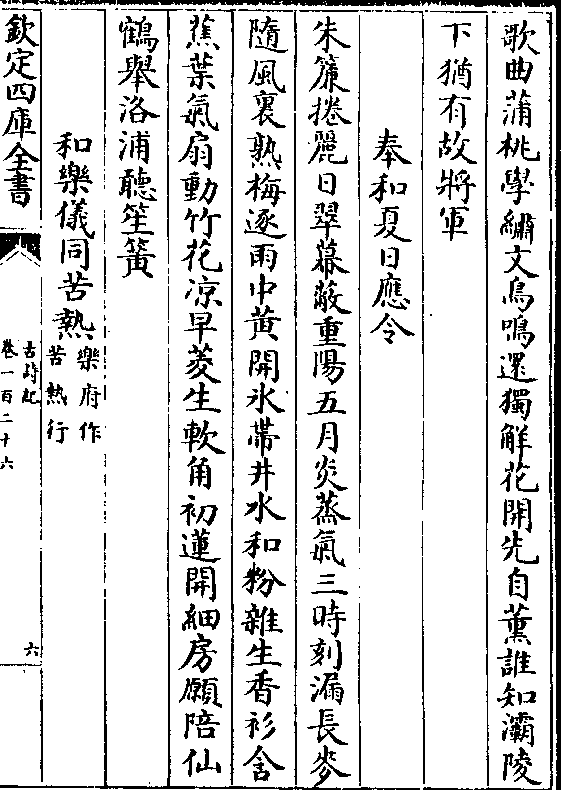 歌曲蒲桃學繡文鳥鳴還獨解花開先自薰誰知灞陵
下猶有故將軍
奉和夏日應令
朱簾捲麗日翠幕蔽重陽五月炎蒸氣三時刻漏長麥
隨風裏熟梅逐雨中黃開氷帶井水和粉雜生香衫含
蕉葉氣扇動竹花凉早菱生軟角初蓮開細房願陪仙
鶴舉洛浦聽笙簧
和樂儀同苦熱樂府作
苦熱行
欽定四庫全書
古詩紀
卷一百二十六
六